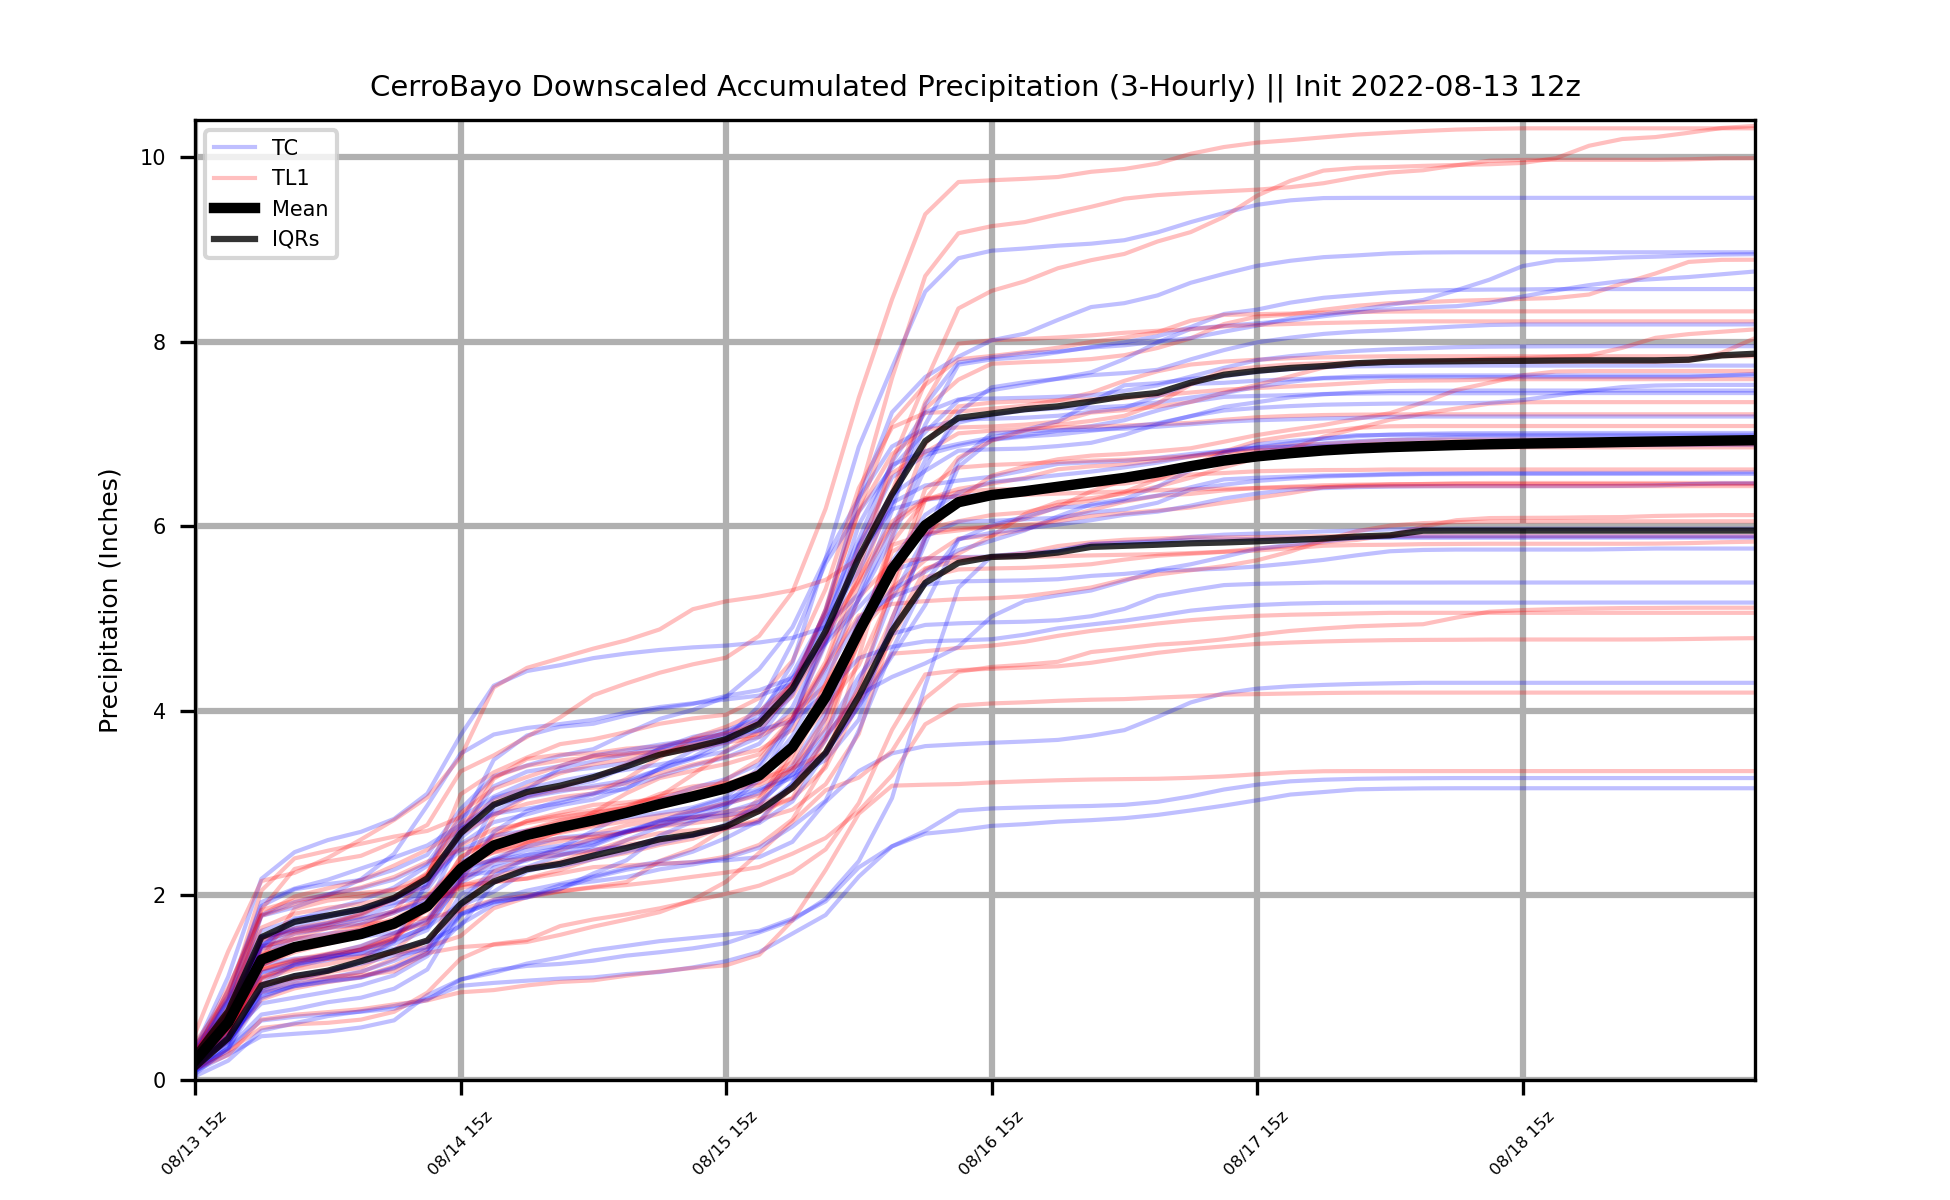 CerroBayo Downscaled Accumulated Precipitation (3-Hourly) || Init 2022-08-13 12z
TC
TL1
Mean
IQRs
Precipitation (Inches)
10
8
6
4
2
0
08/13 15z
08/14 15z
08/15 15z
08/16 15z
08/17 15z
08/18 15z